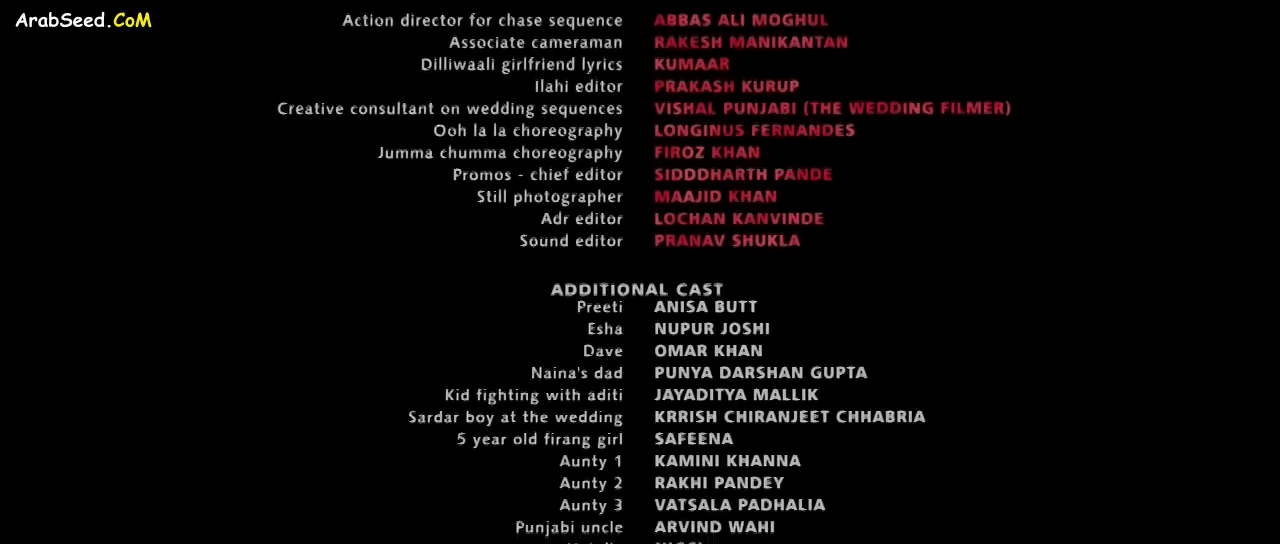 ArabSeed.CoM
Action director for chase sequence ABBAS ALI MOGHUL
Associate cameraman RAKESH MANIKANTAN
Dilliwaali girlfriend lyrics KUMAAR
Ilahi editor PRAKASH KURUP
Creative consultant on wedding sequences VISHAL PUNJABI (THE WEDDING FILMER)
Ooh la la choreography LONGINUS FERNANDES
Jumma chumma choreography FIROZ KHAN
Promos - chief editor SIDDDHARTH PANDE
Still photographer MAAJID KHAN
Adr editor LOCHAN KANVINDE
Sound editor PRANAV SHUKLA
ADDITIONAL CAST
Preeti ANISA BUTT
Esha NUPUR JOSHI
Dave OMAR KHAN
Naina's dad PUNYA DARSHAN GUPTA
Kid fighting with aditi JAYADITYA MALLIK
Sardar boy at the wedding KRRISH CHIRANJEET CHHABRIA
5 year old firang girl SAFEENA
Aunty 1 KAMINI KHANNA
Aunty 2 RAKHI PANDEY
Aunty 3 VATSALA PADHALIA
Punjabi uncle ARVIND WAHI